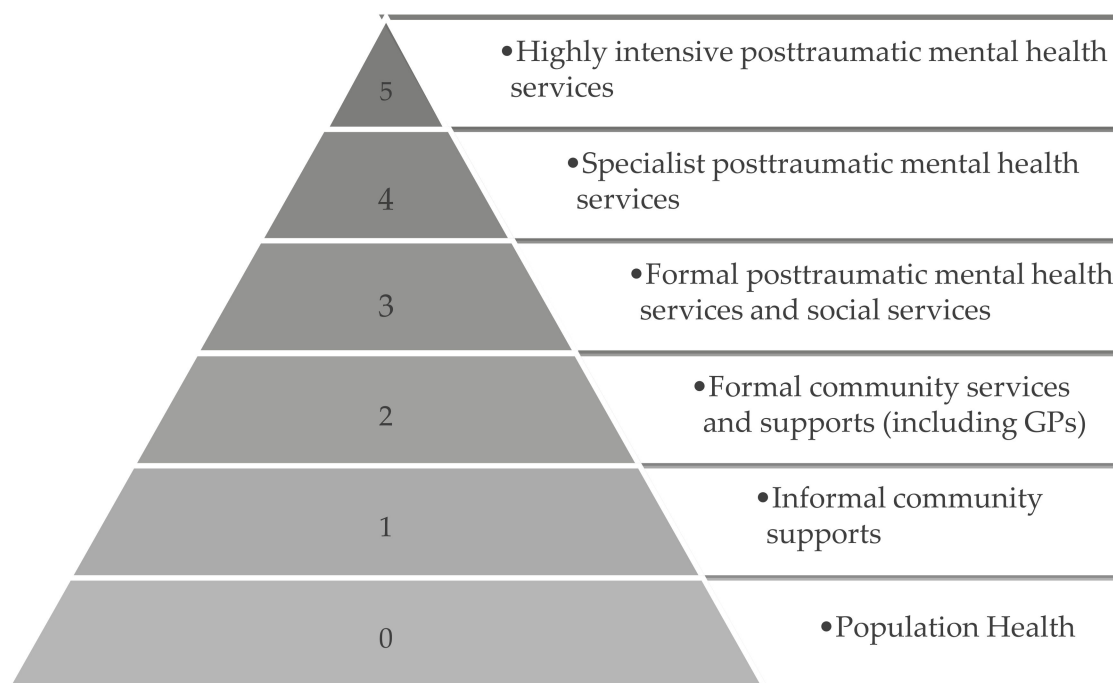 5
•Highly intensive posttraumatic mental health
services
4
•Specialist posttraumatic mental health
services
3
•Formal posttraumatic mental health
services and social services
2
•Formal community services
and supports (including GPs)
1
•Informal community
supports
0
•Population Health